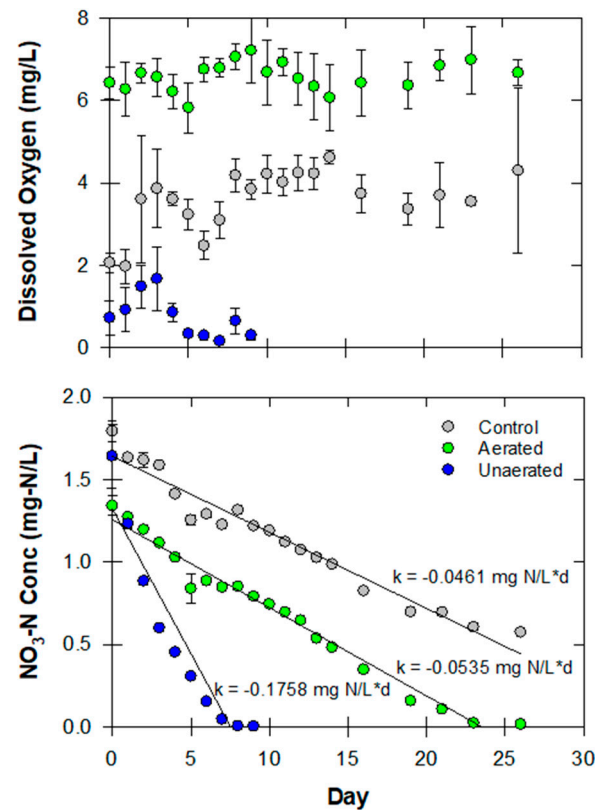 Dissolved Oxygen (mg/L)
8
6
4
2
0
NO3-N Conc (mg-N/L)
2.0
1.5
1.0
0.5
0.0
Control
Aerated
Unaerated
k = -0.0461 mg N/L*d
k = -0.0535 mg N/L*d
k = -0.1758 mg N/L*d
0 5 10 15 20 25 30
Day